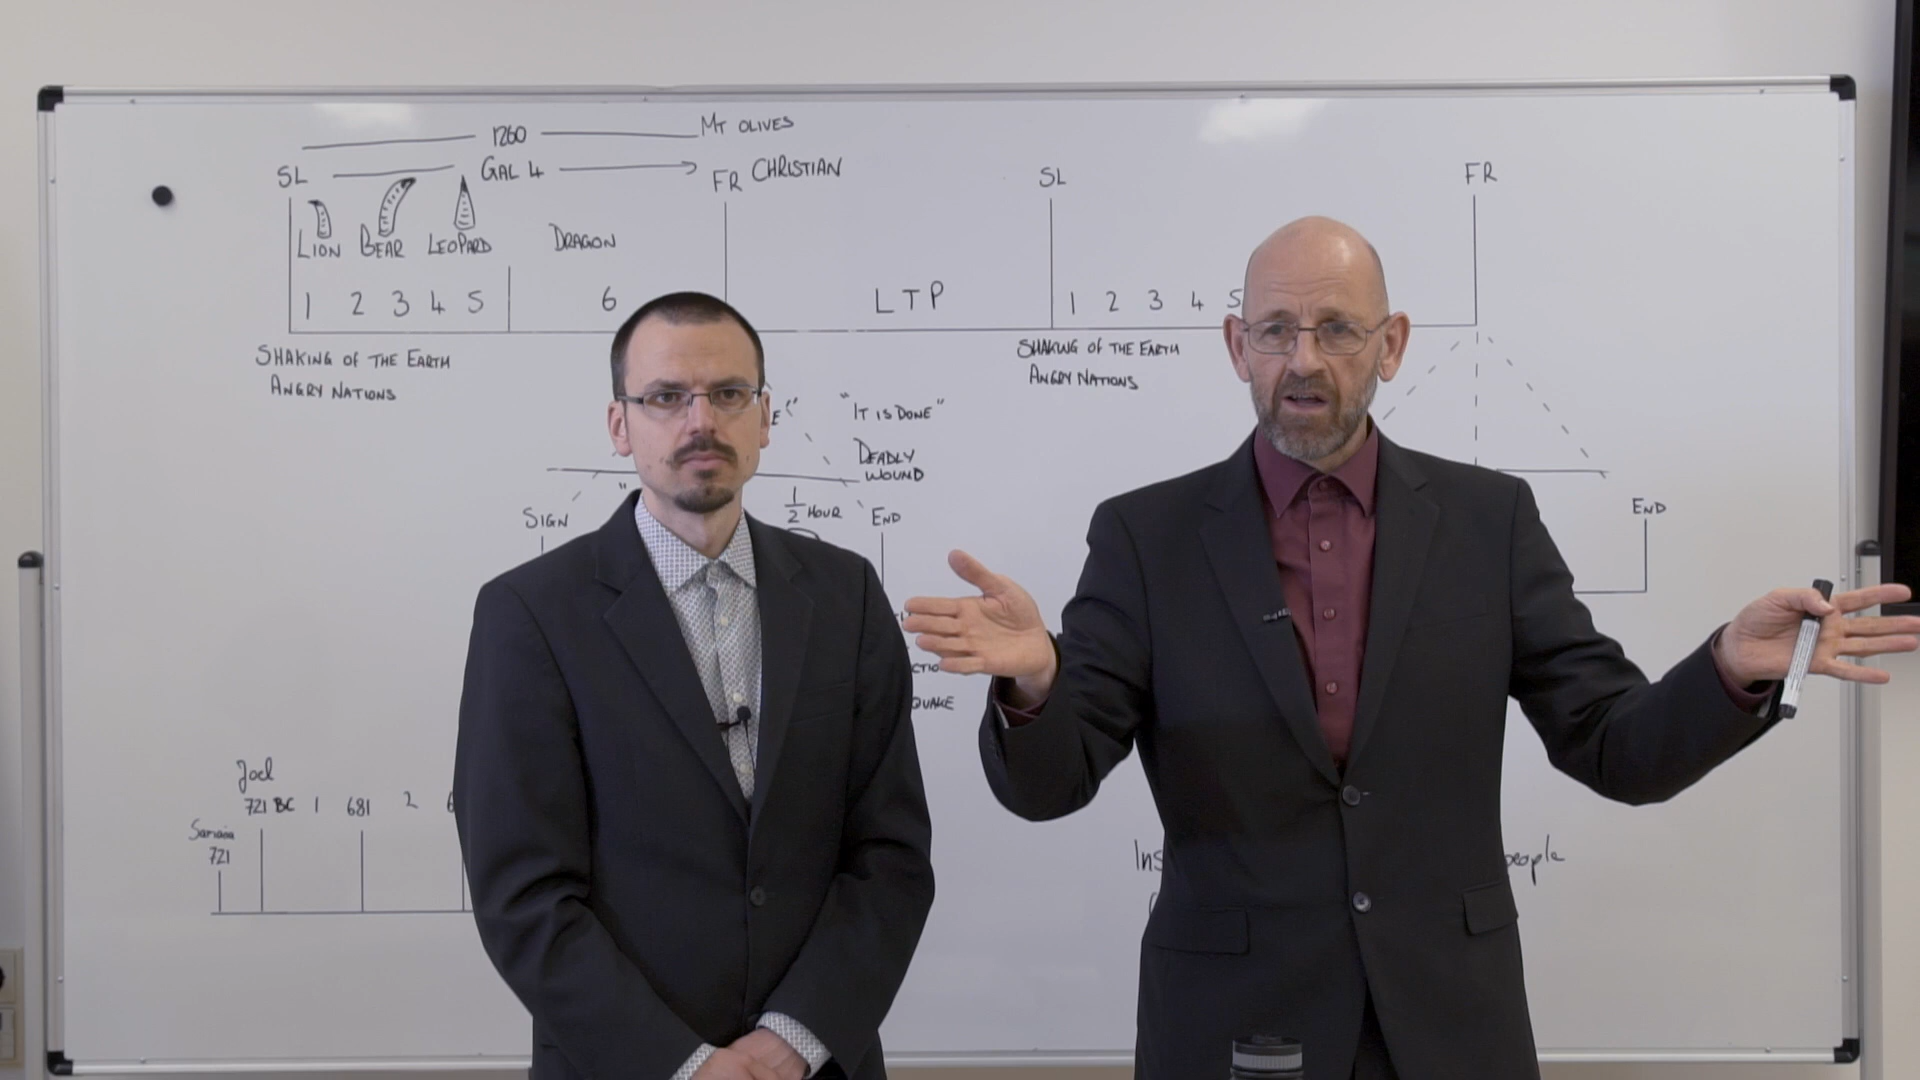 1260 MT OLIVES
SL GAL 4 FR CHRISTIAN
LION BEAR LEOPARD DRAGON
1 2 3 4 5 6 LTP
SHAKING OF THE EARTH
ANGRY NATIONS
SL FR
1 2 3 4 5
SHAKING OF THE EARTH
ANGRY NATIONS
"IT IS DONE"
DEADLY
WOUND
SIGN 1/2 HOUR END
END
QUAKE
Joel
721 BC 1 681 2 6
Samaria
721
Ins people